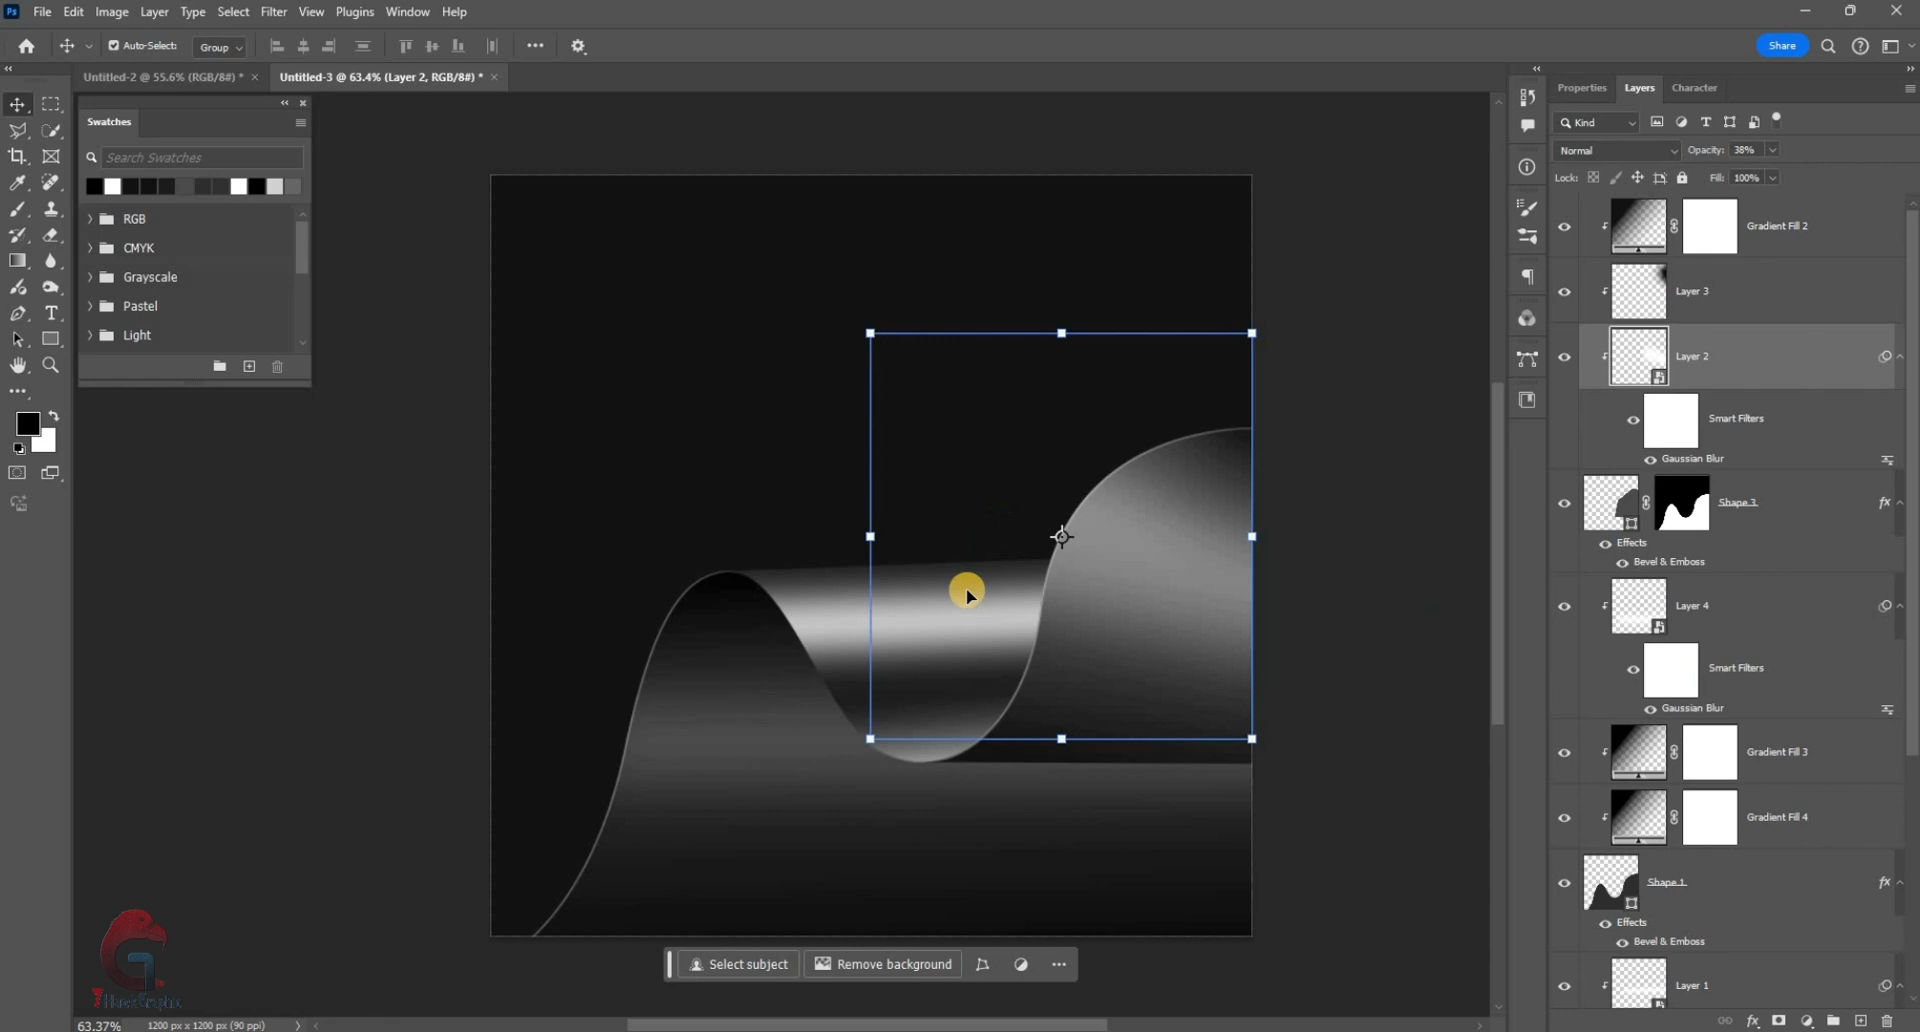 Ps File Edit Image Layer Type Select Filter View Plugins Window Help
Auto-Select: Group
Share
Untitled-2 @ 55.6% (RGB/8#) * × Untitled-3 @ 63.4% (Layer 2, RGB/8#) * ×
Swatches
Search Swatches
RGB
CMYK
Grayscale
Pastel
Light
Properties Layers Character
Kind
Normal Opacity: 38%
Lock: Fill: 100%
Gradient Fill 2
Layer 3
Layer 2
Smart Filters
Gaussian Blur
Shape 3
fx
Effects
Bevel & Emboss
Layer 4
Smart Filters
Gaussian Blur
Gradient Fill 3
Gradient Fill 4
Shape 1
fx
Effects
Bevel & Emboss
Layer 1
Select subject Remove background
63.37% 1200 px x 1200 px (90 ppi)
fx